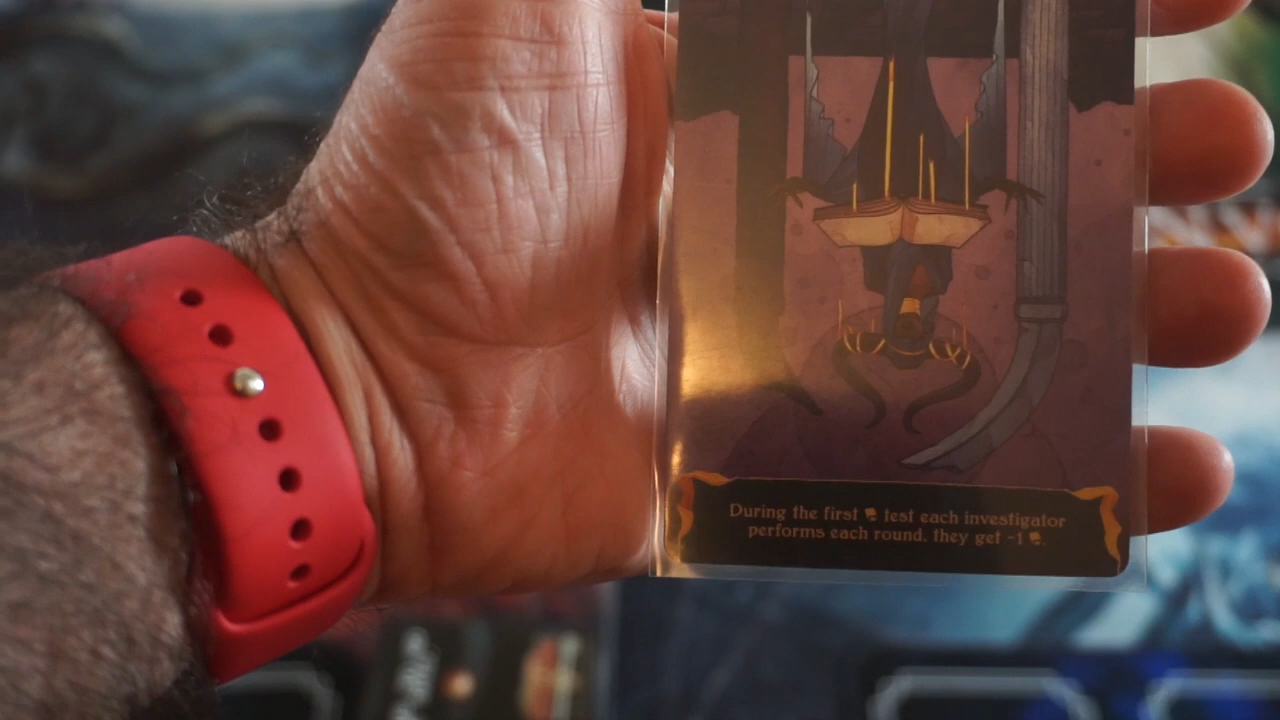 During the first test each investigator
performs each round, they get -1